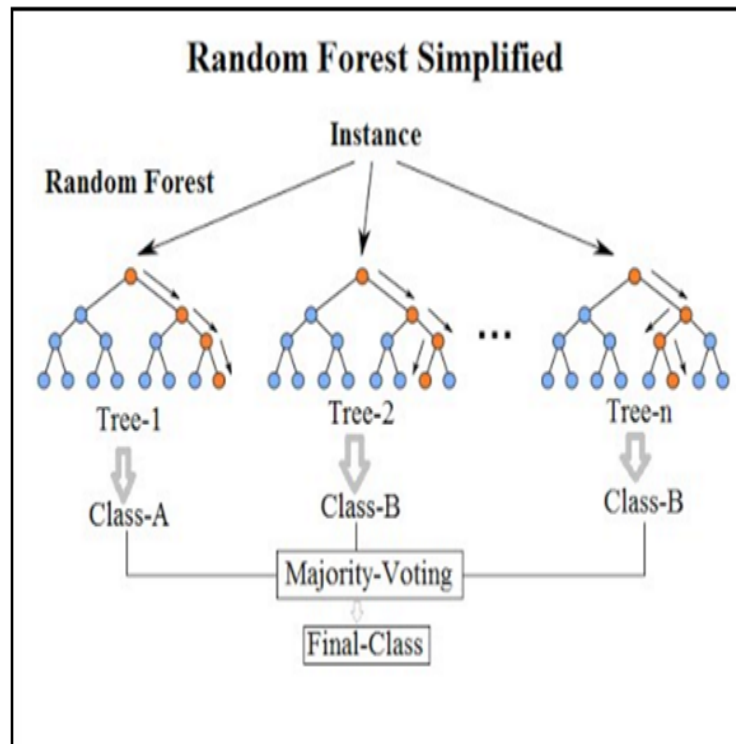 Random Forest Simplified
Instance
Random Forest
...
Tree-1 Tree-2 Tree-n
Class-A Class-B Class-B
Majority-Voting
Final-Class